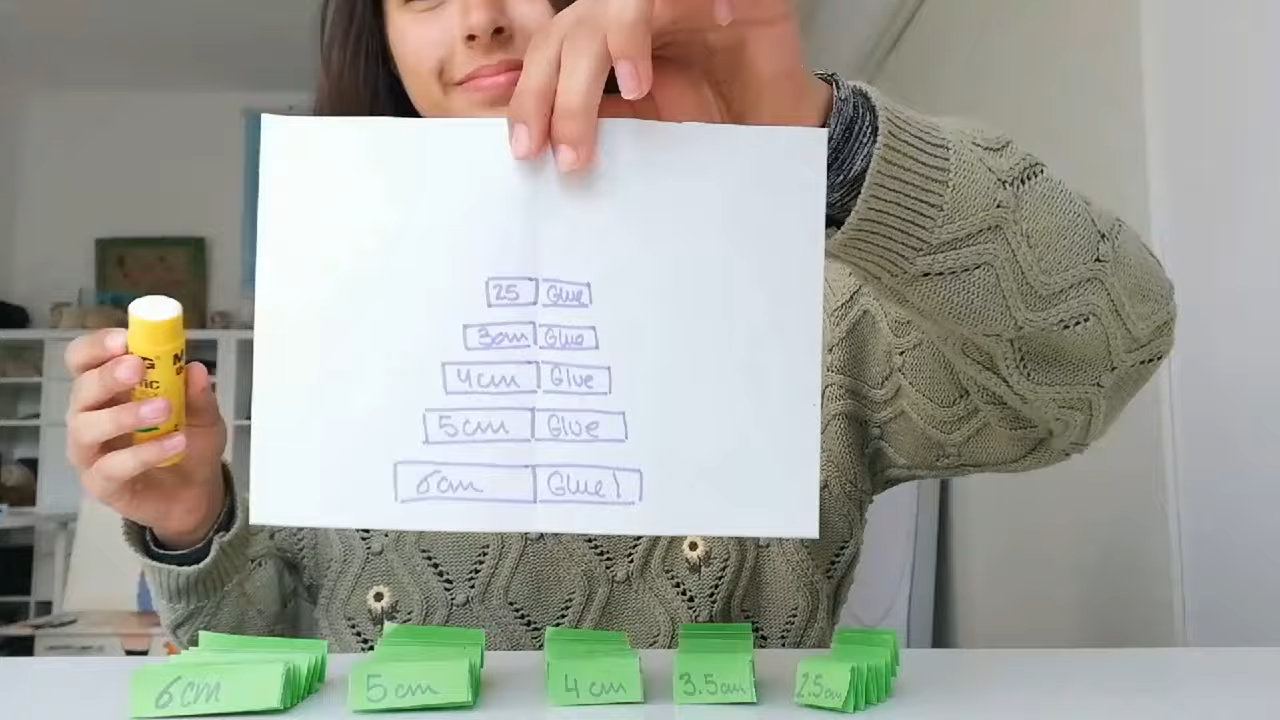 25 Glue
3cm Glue
4cm Glue
5cm Glue
6cm Glue
6cm
5cm
4cm
3.5cm
2.5cm